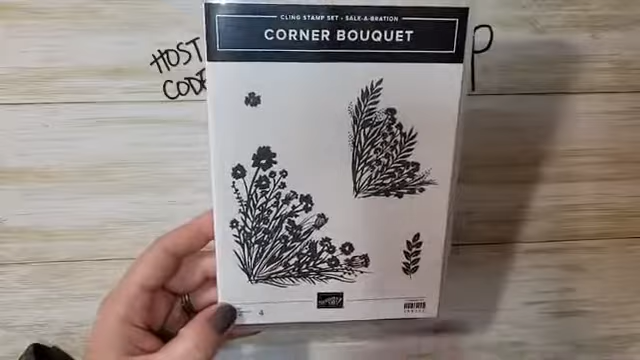 CLING STAMP SET • SALE-A-BRATION
CORNER BOUQUET
HOST
CODE
P
4